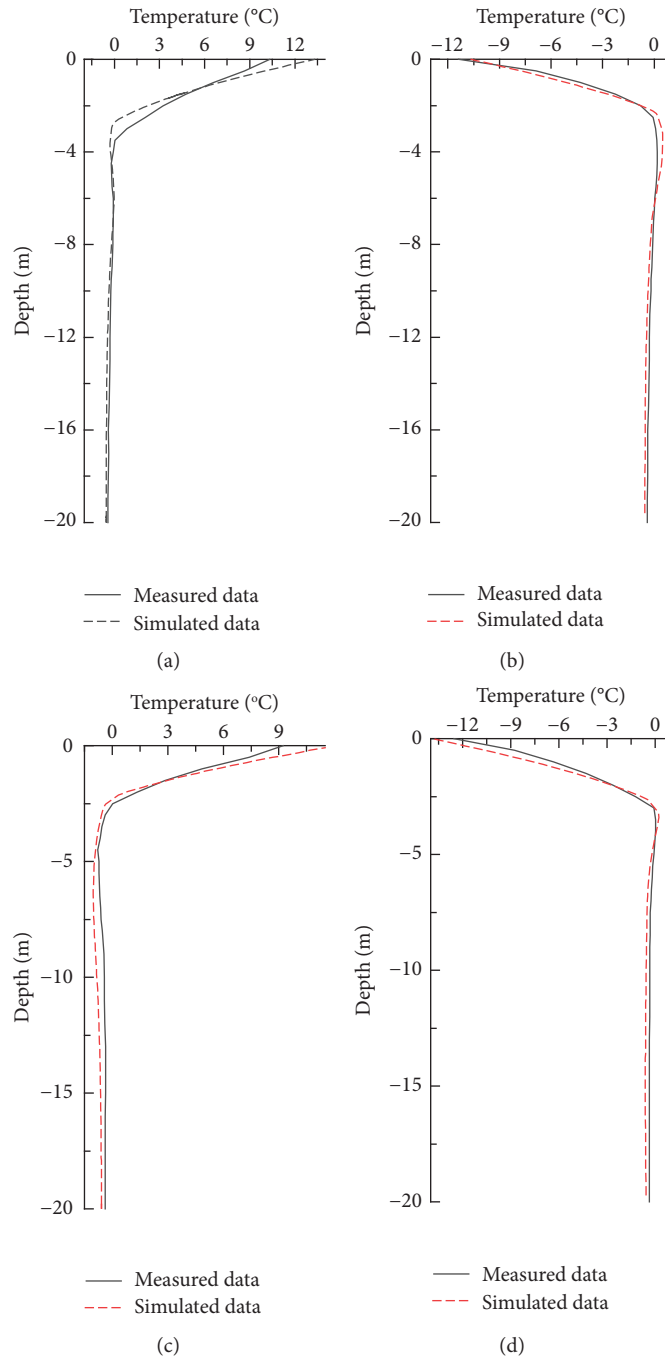 Temperature (°C)
0 3 6 9 12
0
−4
−8
−12
−16
−20
Depth (m)
Measured data
Simulated data
(a)
Temperature (°C)
−12 −9 −6 −3 0
0
−4
−8
−12
−16
−20
Depth (m)
Measured data
Simulated data
(b)
Temperature (°C)
0 3 6 9
0
−5
−10
−15
−20
Depth (m)
Measured data
Simulated data
(c)
Temperature (°C)
−12 −9 −6 −3 0
0
−5
−10
−15
−20
Depth (m)
Measured data
Simulated data
(d)